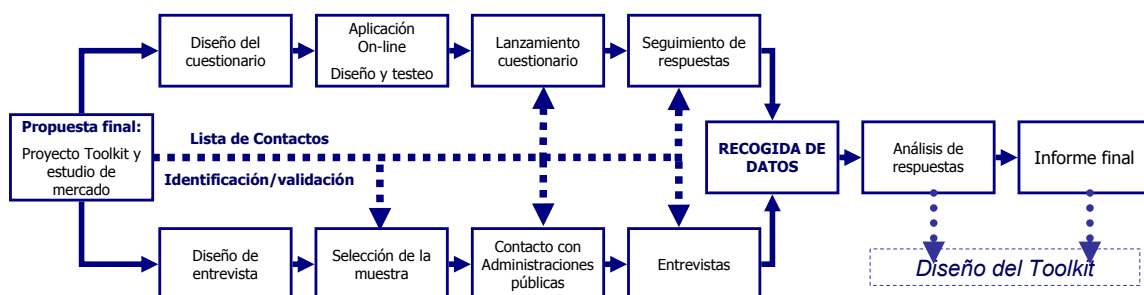 Diseño del
cuestionario
Aplicación
On-line
Diseño y testeo
Lanzamiento
cuestionario
Seguimiento de
respuestas
Propuesta final:
Proyecto Toolkit y
estudio de
mercado
Lista de Contactos
Identificación/validación
RECOGIDA DE
DATOS
Análisis de
respuestas
Informe final
Diseño de
entrevista
Selección de la
muestra
Contacto con
Administraciones
públicas
Entrevistas
Diseño del Toolkit